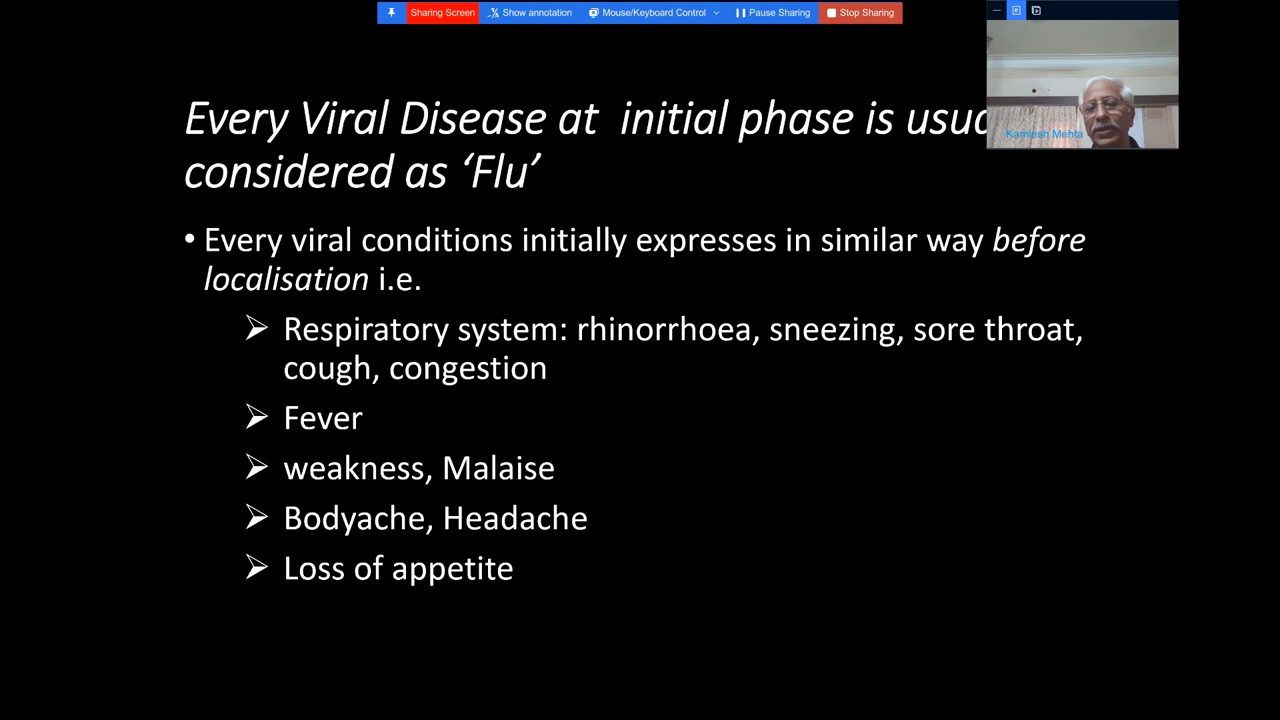 Sharing Screen Show annotation Mouse/Keyboard Control Pause Sharing Stop Sharing
Every Viral Disease at initial phase is
considered as ‘Flu’
Kamlesh Mehta
• Every viral conditions initially expresses in similar way before
localisation i.e.
➢ Respiratory system: rhinorrhoea, sneezing, sore throat,
cough, congestion
➢ Fever
➢ weakness, Malaise
➢ Bodyache, Headache
➢ Loss of appetite